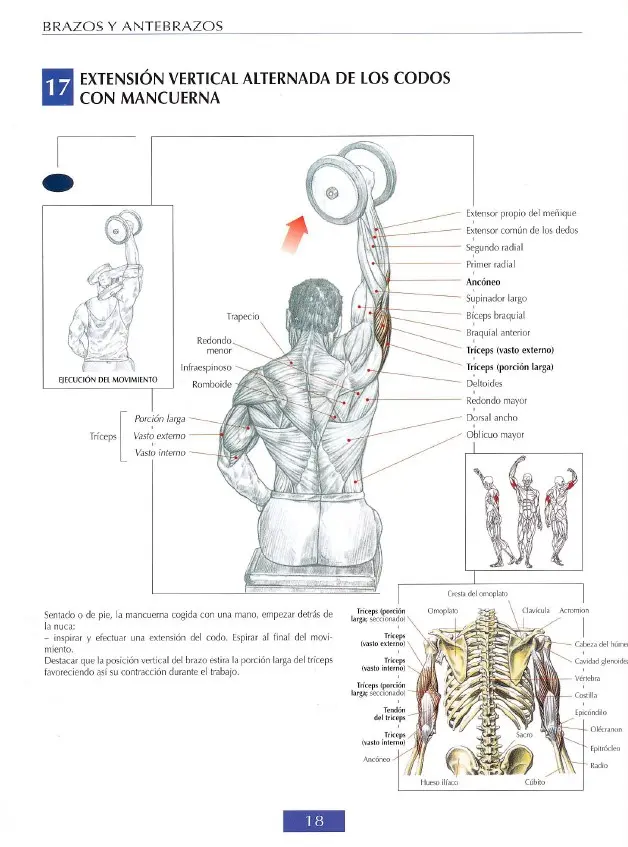 BRAZOS Y ANTEBRAZOS
17
EXTENSIÓN VERTICAL ALTERNADA DE LOS CODOS
CON MANCUERNA
EJECUCIÓN DEL MOVIMIENTO
Trapecio
Redondo menor
Infraespinoso
Romboide
Tríceps
Porción larga
Vasto externo
Vasto interno
Extensor propio del meñique
Extensor común de los dedos
Segundo radial
Primer radial
Ancóneo
Supinador largo
Bíceps braquial
Braquial anterior
Tríceps (vasto externo)
Tríceps (porción larga)
Deltoides
Redondo mayor
Dorsal ancho
Oblicuo mayor
Sentado o de pie, la mancuerna cogida con una mano, empezar detrás de
la nuca:
– inspirar y efectuar una extensión del codo. Espirar al final del movi-
miento.
Destacar que la posición vertical del brazo estira la porción larga del tríceps
favoreciendo así su contracción durante el trabajo.
Cresta del omoplato
Omoplato
Clavícula
Acromion
Tríceps (porción
larga; seccionado)
Tríceps
(vasto externo)
Tríceps
(vasto interno)
Tríceps (porción
larga; seccionado)
Tendón
del tríceps
Tríceps
(vasto interno)
Ancóneo
Hueso ilíaco
Sacro
Cúbito
Cabeza del húme
Cavidad glenoidea
Vértebra
Costilla
Epicóndilo
Olécranon
Epitrócleo
Radio
18